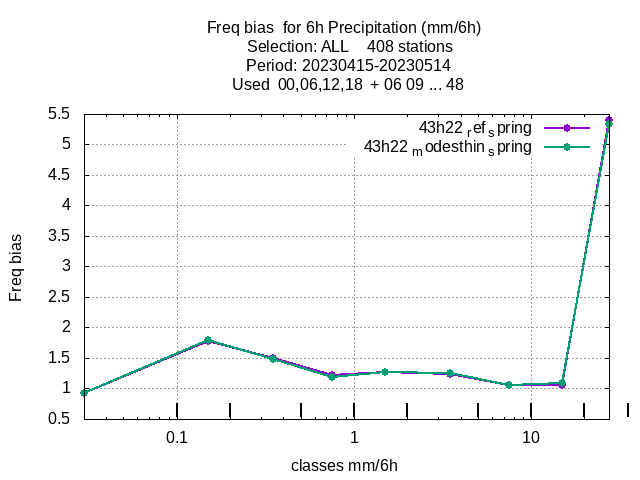 Freq bias  for 6h Precipitation (mm/6h)
Selection: ALL    408 stations
Period: 20230415-20230514
Used  00,06,12,18  + 06 09 ... 48
5.5
5
4.5
4
3.5
3
2.5
2
1.5
1
0.5
Freq bias
43h22 ref spring
43h22 modesthin spring
0.1
1
10
classes mm/6h